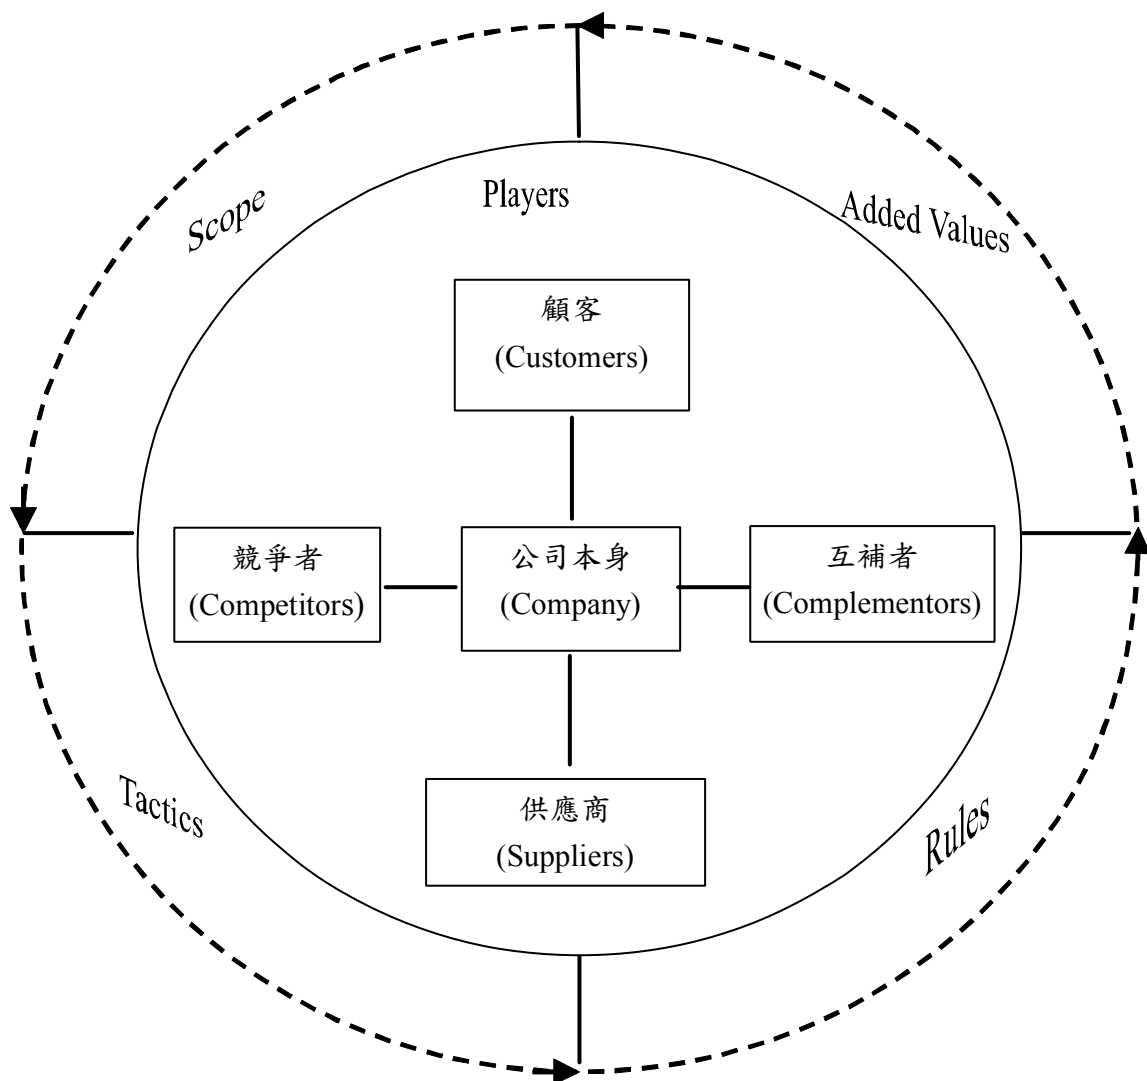 Players
Scope
Added Values
顧客
(Customers)
競爭者
(Competitors)
公司本身
(Company)
互補者
(Complementors)
Tactics
供應商
(Suppliers)
Rules